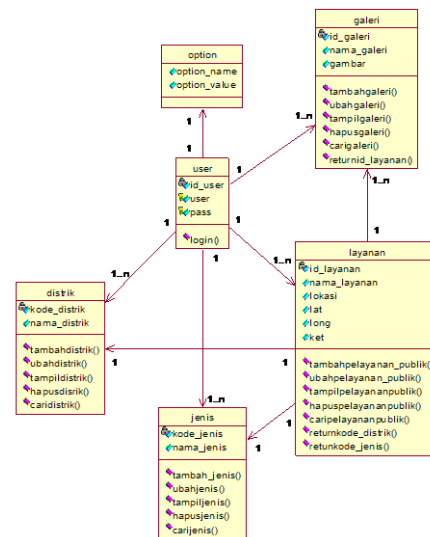 galeri
id_galeri
nama_galeri
gambar
tambahgaleri()
ubahgaleri()
tampilgaleri()
hapusgaleri()
carigaleri()
returnid_layanan()
option
option_name
option_value
1
1
1..n
1
1..n
user
id_user
user
pass
login()
1
1
1
1
1..n
1..n
layanan
id_layanan
nama_layanan
lokasi
lat
long
ket
tambahpelayanan_publik()
ubahpelayanan_publik()
tampilpelayananpublik()
hapuspelayananpublik()
caripelayananpublik()
returnkode_distrik()
retunkode_jenis()
distrik
kode_distrik
nama_distrik
tambahdistrik()
ubahdistrik()
tampildistrik()
hapusdisrik()
caridistrik()
1
1
1..n
1
1
jenis
kode_jenis
nama_jenis
tambah_jenis()
ubahjenis()
tampiljenis()
hapusjenis()
carijenis()